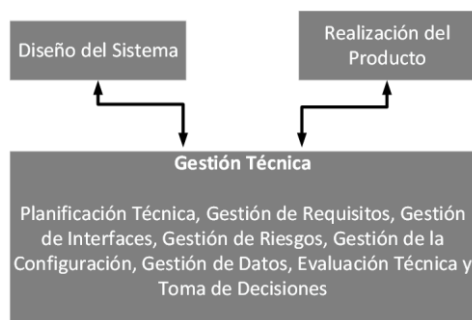 Diseño del Sistema
Realización del
Producto
Gestión Técnica
Planificación Técnica, Gestión de Requisitos, Gestión
de Interfaces, Gestión de Riesgos, Gestión de la
Configuración, Gestión de Datos, Evaluación Técnica y
Toma de Decisiones